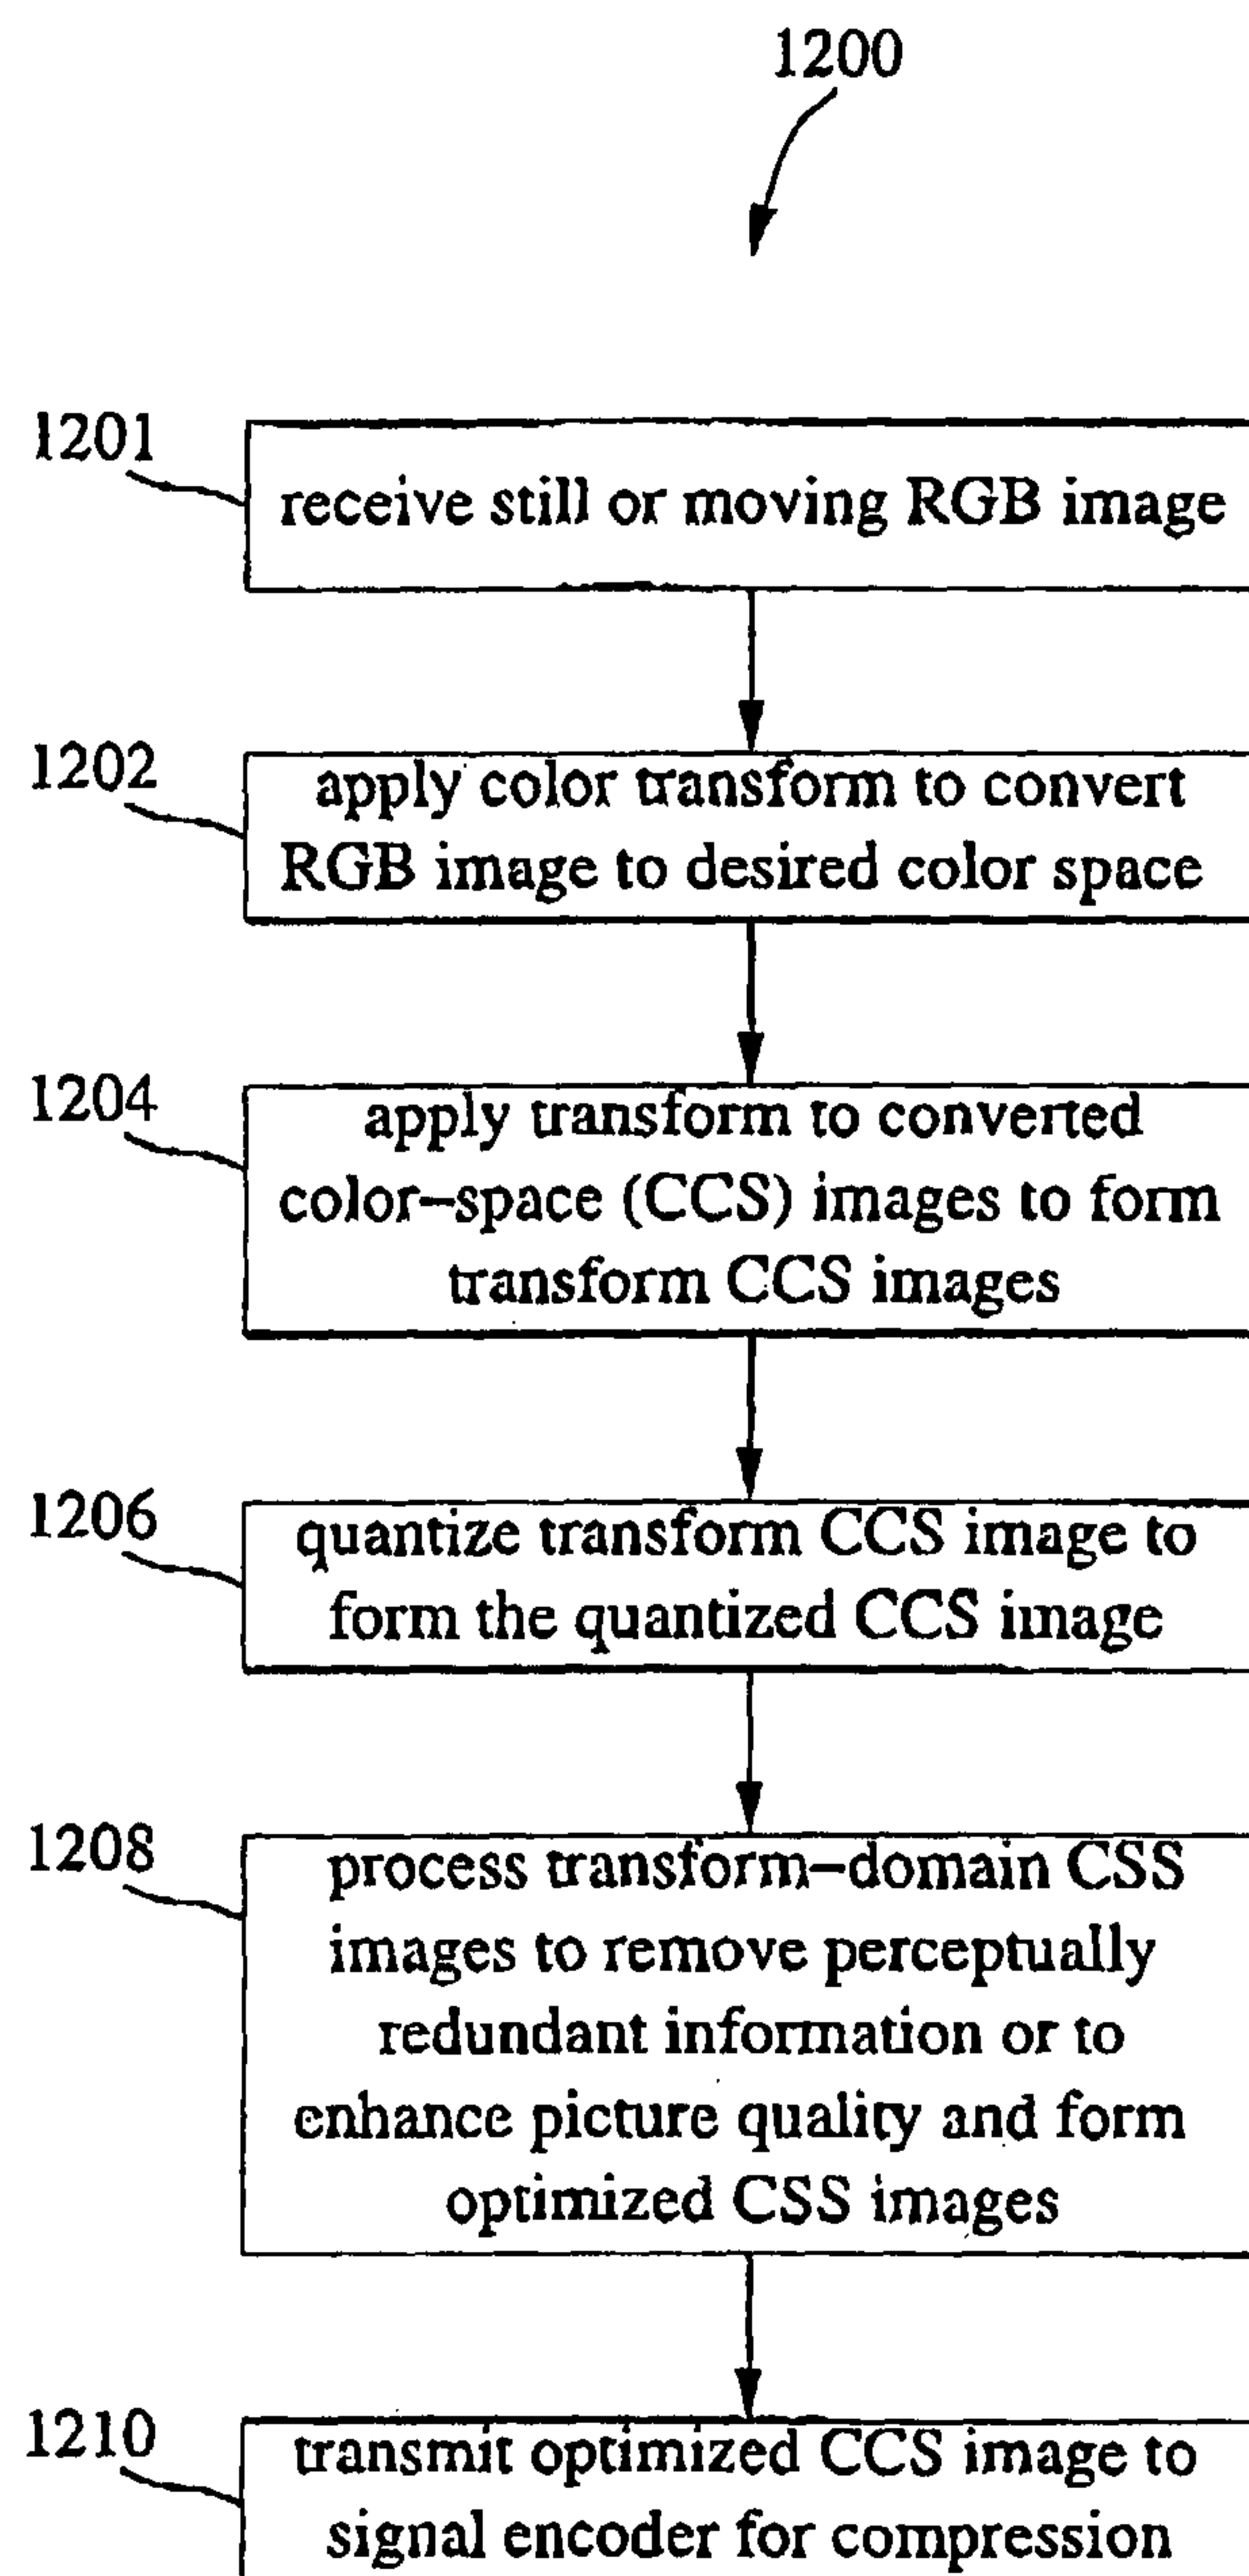 1200
1201
receive still or moving RGB image
1202
apply color transform to convert
RGB image to desired color space
1204
apply transform to converted
color-space (CCS) images to form
transform CCS images
1206
quantize transform CCS image to
form the quantized CCS image
1208
process transform-domain CSS
images to remove perceptually
redundant information or to
enhance picture quality and form
optimized CSS images
1210
transmit optimized CCS image to
signal encoder for compression